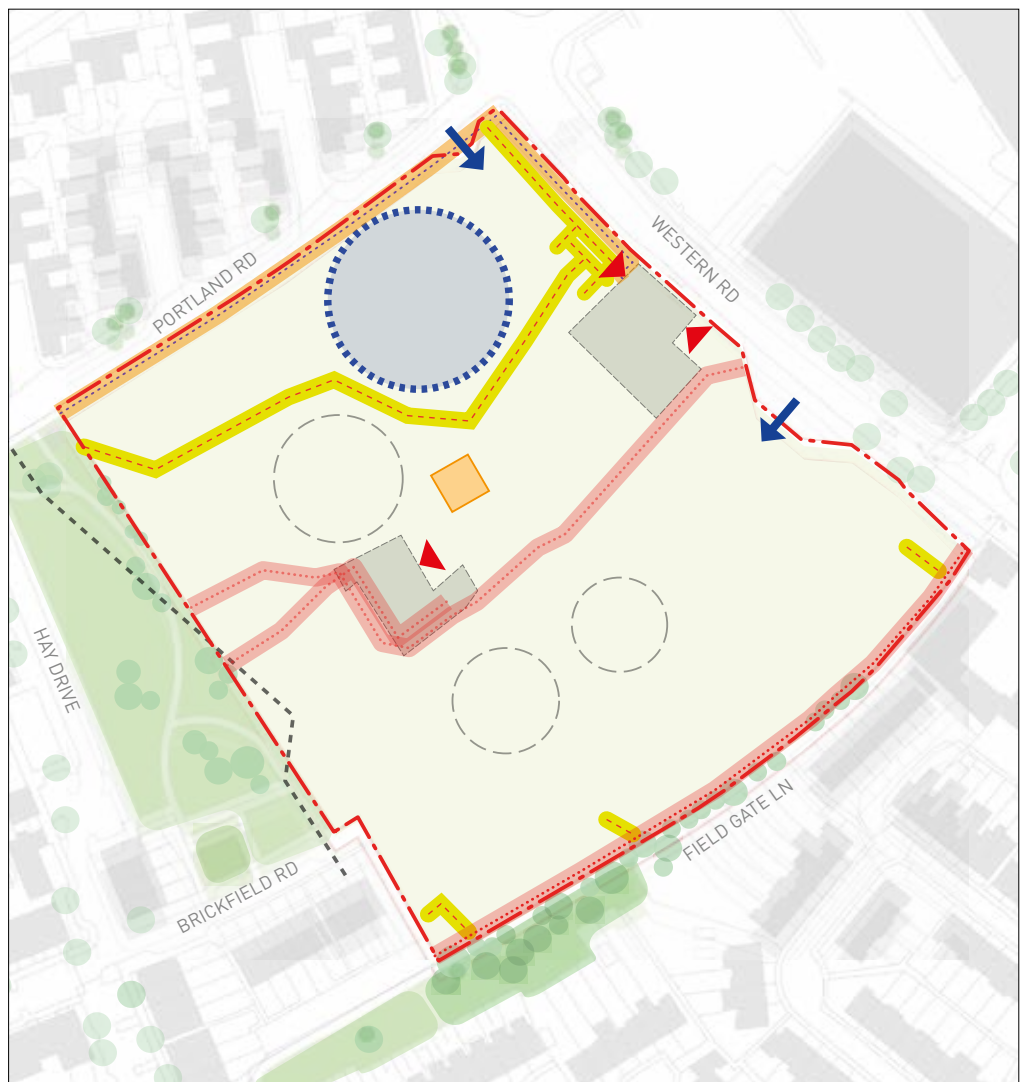 PORTLAND RD
WESTERN RD
HAY DRIVE
BRICKFIELD RD
FIELD GATE LN